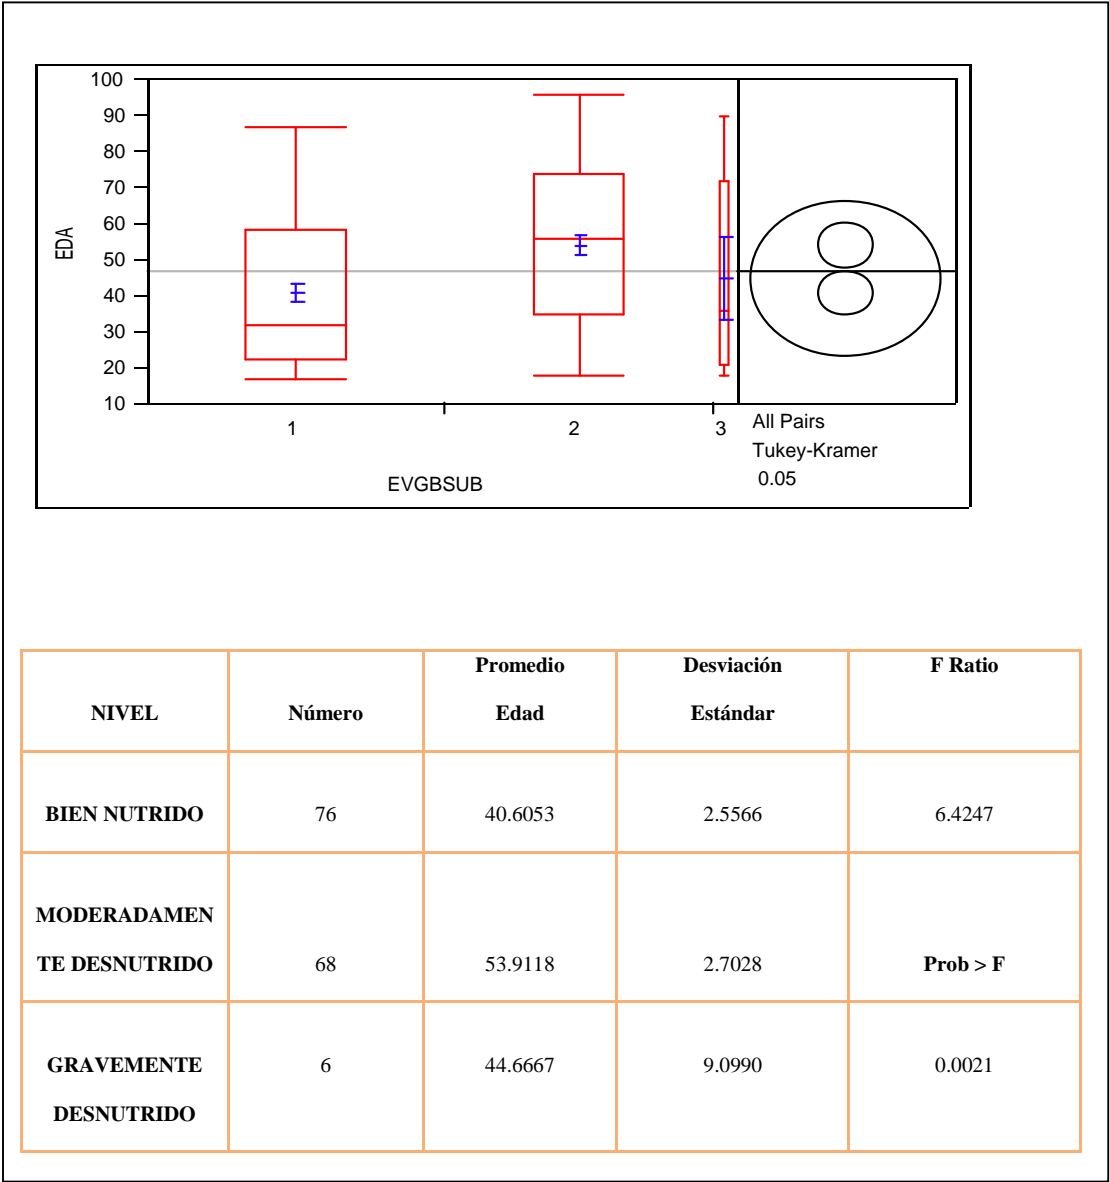 100
90
80
70
60
50
40
30
20
10
EDA
1
2
3
EVGBSUB
All Pairs
Tukey-Kramer
0.05
NIVEL Número Promedio Edad Desviación Estándar F Ratio
BIEN NUTRIDO 76 40.6053 2.5566 6.4247
MODERADAMEN
TE DESNUTRIDO 68 53.9118 2.7028 Prob > F
GRAVEMENTE 6 44.6667 9.0990 0.0021
DESNUTRIDO